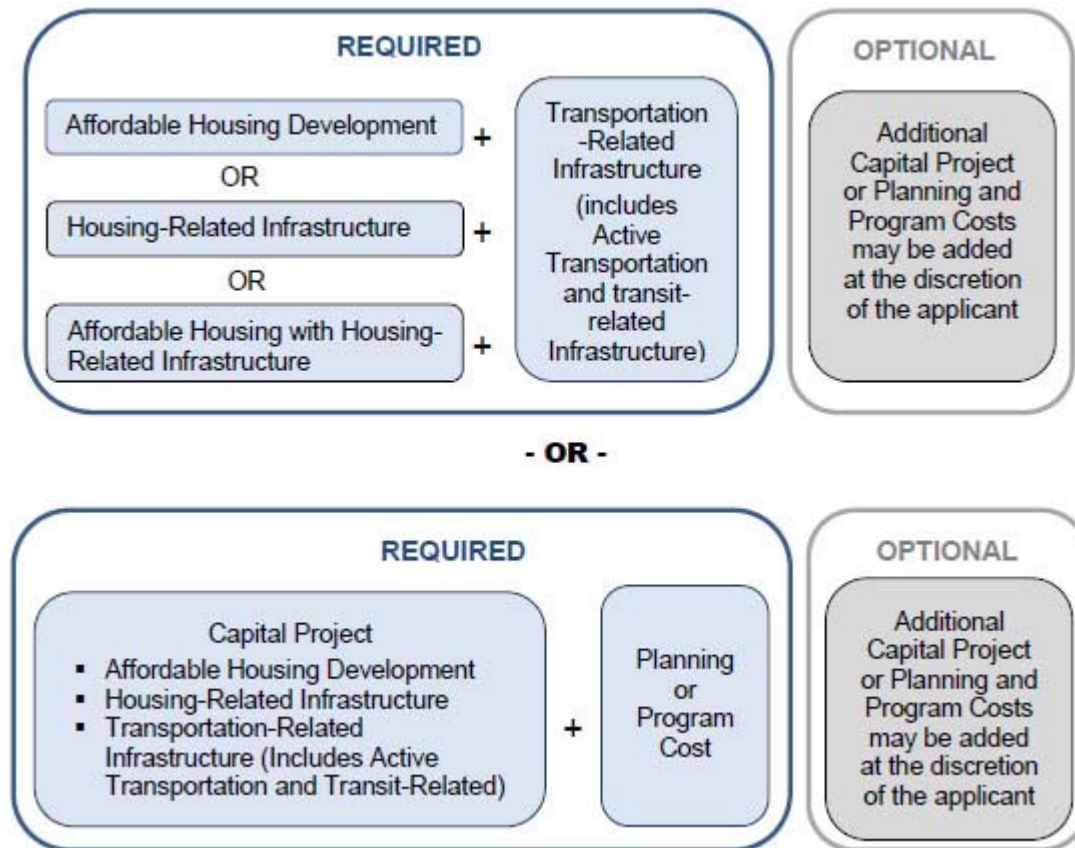 REQUIRED
Affordable Housing Development
+
OR
Housing-Related Infrastructure
+
OR
Affordable Housing with Housing-
Related Infrastructure
+
Transportation
-Related
Infrastructure
(includes
Active
Transportation
and transit-
related
Infrastructure)
OPTIONAL
Additional
Capital Project
or Planning and
Program Costs
may be added
at the discretion
of the applicant
- OR -
REQUIRED
Capital Project
▪ Affordable Housing Development
▪ Housing-Related Infrastructure
▪ Transportation-Related
Infrastructure (Includes Active
Transportation and Transit-Related)
+
Planning
or
Program
Cost
OPTIONAL
Additional
Capital Project
or Planning and
Program Costs
may be added
at the discretion
of the applicant